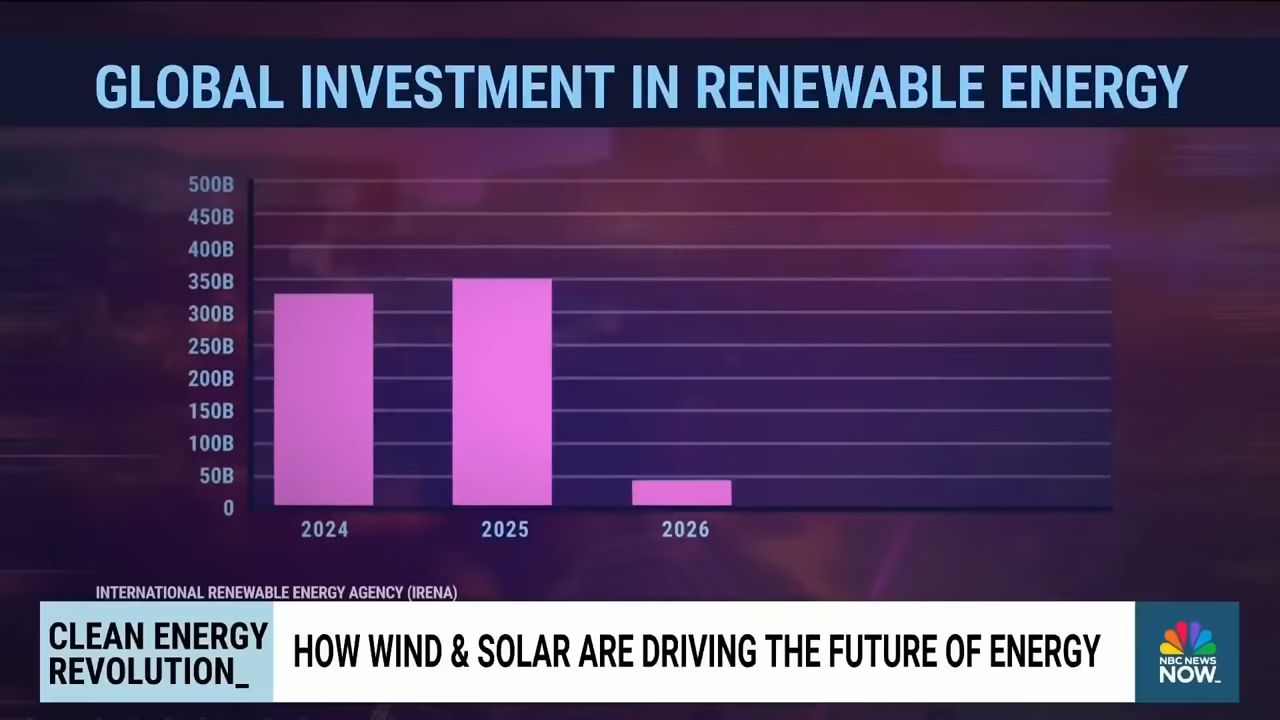 GLOBAL INVESTMENT IN RENEWABLE ENERGY
500B
450B
400B
350B
300B
250B
200B
150B
100B
50B
0
2024 2025 2026
INTERNATIONAL RENEWABLE ENERGY AGENCY (IRENA)
CLEAN ENERGY
REVOLUTION_
HOW WIND & SOLAR ARE DRIVING THE FUTURE OF ENERGY
NBC NEWS
NOW_